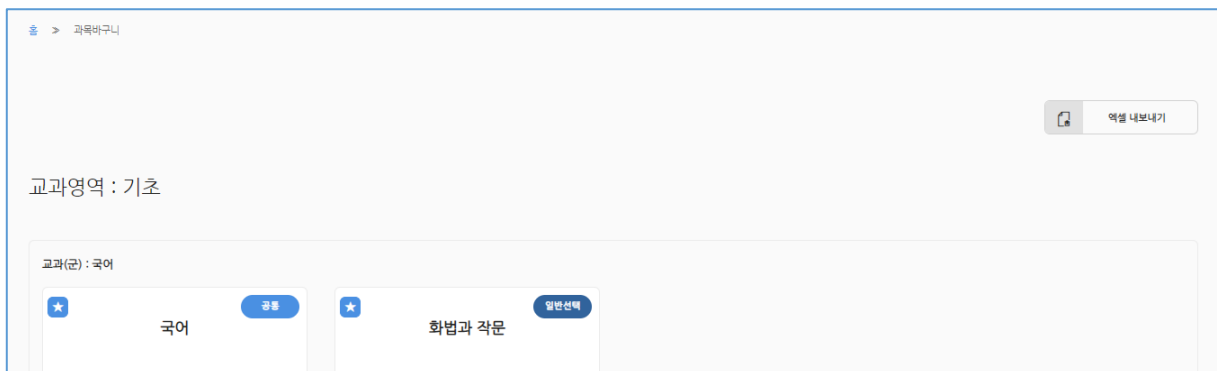 홈 ≫ 과목바구니
엑셀 내보내기
교과영역 : 기초
교과(군) : 국어
공통
국어
일반선택
화법과 작문